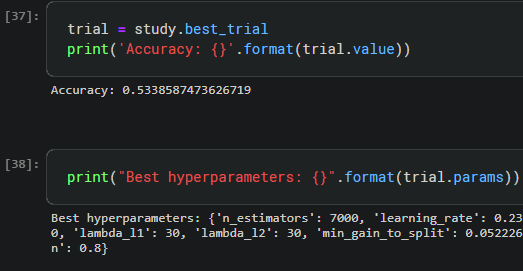 [37]:
trial = study.best_trial
print('Accuracy: {}'.format(trial.value))
Accuracy: 0.5338587473626719
[38]:
print("Best hyperparameters: {}".format(trial.params))
Best hyperparameters: {'n_estimators': 7000, 'learning_rate': 0.23
0, 'lambda_l1': 30, 'lambda_l2': 30, 'min_gain_to_split': 0.052226
n': 0.8}